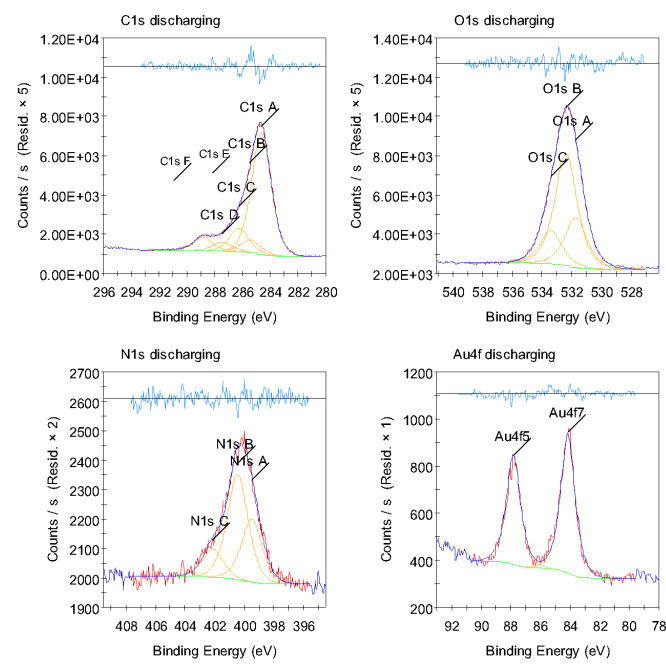 C1s discharging
1.20E+04
1.00E+04
8.00E+03
6.00E+03
4.00E+03
2.00E+03
0.00E+00
Counts / s (Resid. × 5)
C1s A
C1s B
C1s E
C1s F
C1s C
C1s D
296 294 292 290 288 286 284 282 280
Binding Energy (eV)
O1s discharging
1.40E+04
1.20E+04
1.00E+04
8.00E+03
6.00E+03
4.00E+03
2.00E+03
Counts / s (Resid. × 5)
O1s B
O1s A
O1s C
540 538 536 534 532 530 528
Binding Energy (eV)
N1s discharging
2700
2600
2500
2400
2300
2200
2100
2000
1900
Counts / s (Resid. × 2)
N1s B
N1s A
N1s C
408 406 404 402 400 398 396
Binding Energy (eV)
Au4f discharging
1200
1000
800
600
400
200
Counts / s (Resid. × 1)
Au4f7
Au4f5
92 90 88 86 84 82 80 78
Binding Energy (eV)